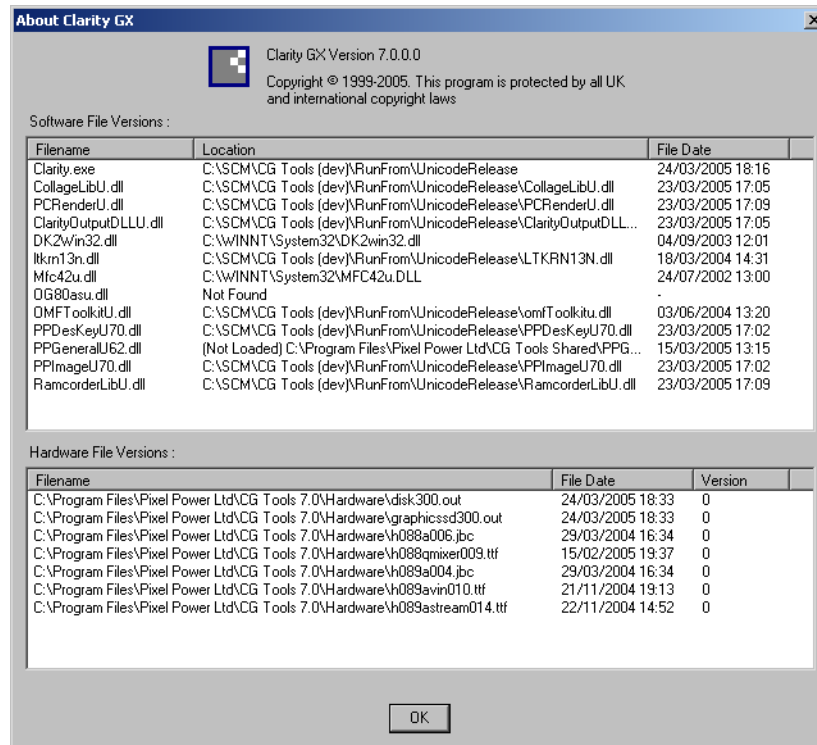 About Clarity GX
Clarity GX Version 7.0.0.0
Copyright © 1999-2005. This program is protected by all UK
and international copyright laws
Software File Versions :
Filename Location File Date
Clarity.exe C:\SCM\CG Tools (dev)\RunFrom\UnicodeRelease 24/03/2005 18:16
CollageLibU.dll C:\SCM\CG Tools (dev)\RunFrom\UnicodeRelease\CollageLibU.dll 23/03/2005 17:05
PCRenderU.dll C:\SCM\CG Tools (dev)\RunFrom\UnicodeRelease\PCRenderU.dll 23/03/2005 17:09
ClarityOutputDLLU.dll C:\SCM\CG Tools (dev)\RunFrom\UnicodeRelease\ClarityOutputDLL... 23/03/2005 17:05
DK2Win32.dll C:\WINNT\System32\DK2win32.dll 04/09/2003 12:01
ltkrn13n.dll C:\SCM\CG Tools (dev)\RunFrom\UnicodeRelease\LTKRN13N.dll 18/03/2004 14:31
Mfc42u.dll C:\WINNT\System32\MFC42u.DLL 24/07/2002 13:00
OG80asu.dll Not Found -
OMFToolkitU.dll C:\SCM\CG Tools (dev)\RunFrom\UnicodeRelease\omfToolkitu.dll 03/06/2004 13:20
PPDesKeyU70.dll C:\SCM\CG Tools (dev)\RunFrom\UnicodeRelease\PPDesKeyU70.dll 23/03/2005 17:02
PPGeneralU62.dll (Not Loaded) C:\Program Files\Pixel Power Ltd\CG Tools Shared\PPG... 15/03/2005 13:15
PPImageU70.dll C:\SCM\CG Tools (dev)\RunFrom\UnicodeRelease\PPImageU70.dll 23/03/2005 17:02
RamcorderLibU.dll C:\SCM\CG Tools (dev)\RunFrom\UnicodeRelease\RamcorderLibU.dll 23/03/2005 17:09
Hardware File Versions :
Filename File Date Version
C:\Program Files\Pixel Power Ltd\CG Tools 7.0\Hardware\disk300.out 24/03/2005 18:33 0
C:\Program Files\Pixel Power Ltd\CG Tools 7.0\Hardware\graphicssd300.out 24/03/2005 18:33 0
C:\Program Files\Pixel Power Ltd\CG Tools 7.0\Hardware\h088a006.jbc 29/03/2004 16:34 0
C:\Program Files\Pixel Power Ltd\CG Tools 7.0\Hardware\h088qmixer009.ttf 15/02/2005 19:37 0
C:\Program Files\Pixel Power Ltd\CG Tools 7.0\Hardware\h089a004.jbc 29/03/2004 16:34 0
C:\Program Files\Pixel Power Ltd\CG Tools 7.0\Hardware\h089avin010.ttf 21/11/2004 19:13 0
C:\Program Files\Pixel Power Ltd\CG Tools 7.0\Hardware\h089astream014.ttf 22/11/2004 14:52 0
OK